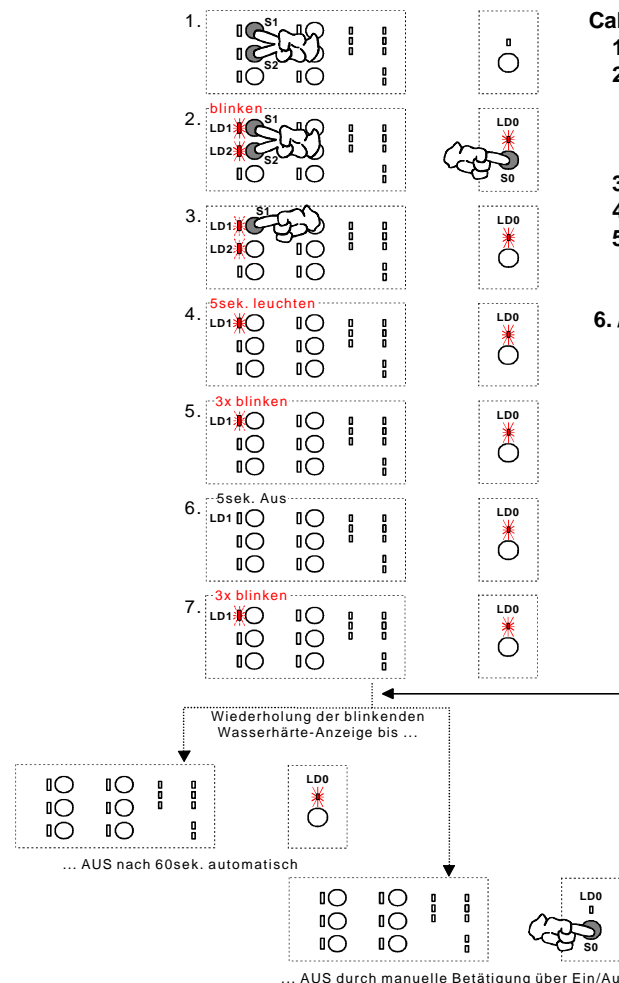 1.
S1
S2
Cal
1
2
2.
blinken
LD1
S1
LD2
S2
LD0
S0
3
4
5
3.
S1
LD1
LD2
LD0
4.
5sek. leuchten
LD1
LD0
6. A
5.
3x blinken
LD1
LD0
6.
5sek. Aus
LD1
LD0
7.
3x blinken
LD1
LD0
Wiederholung der blinkenden
Wasserhärte-Anzeige bis ...
LD0
... AUS nach 60sek. automatisch
LD0
S0
... AUS durch manuelle Betätigung über Ein/Au